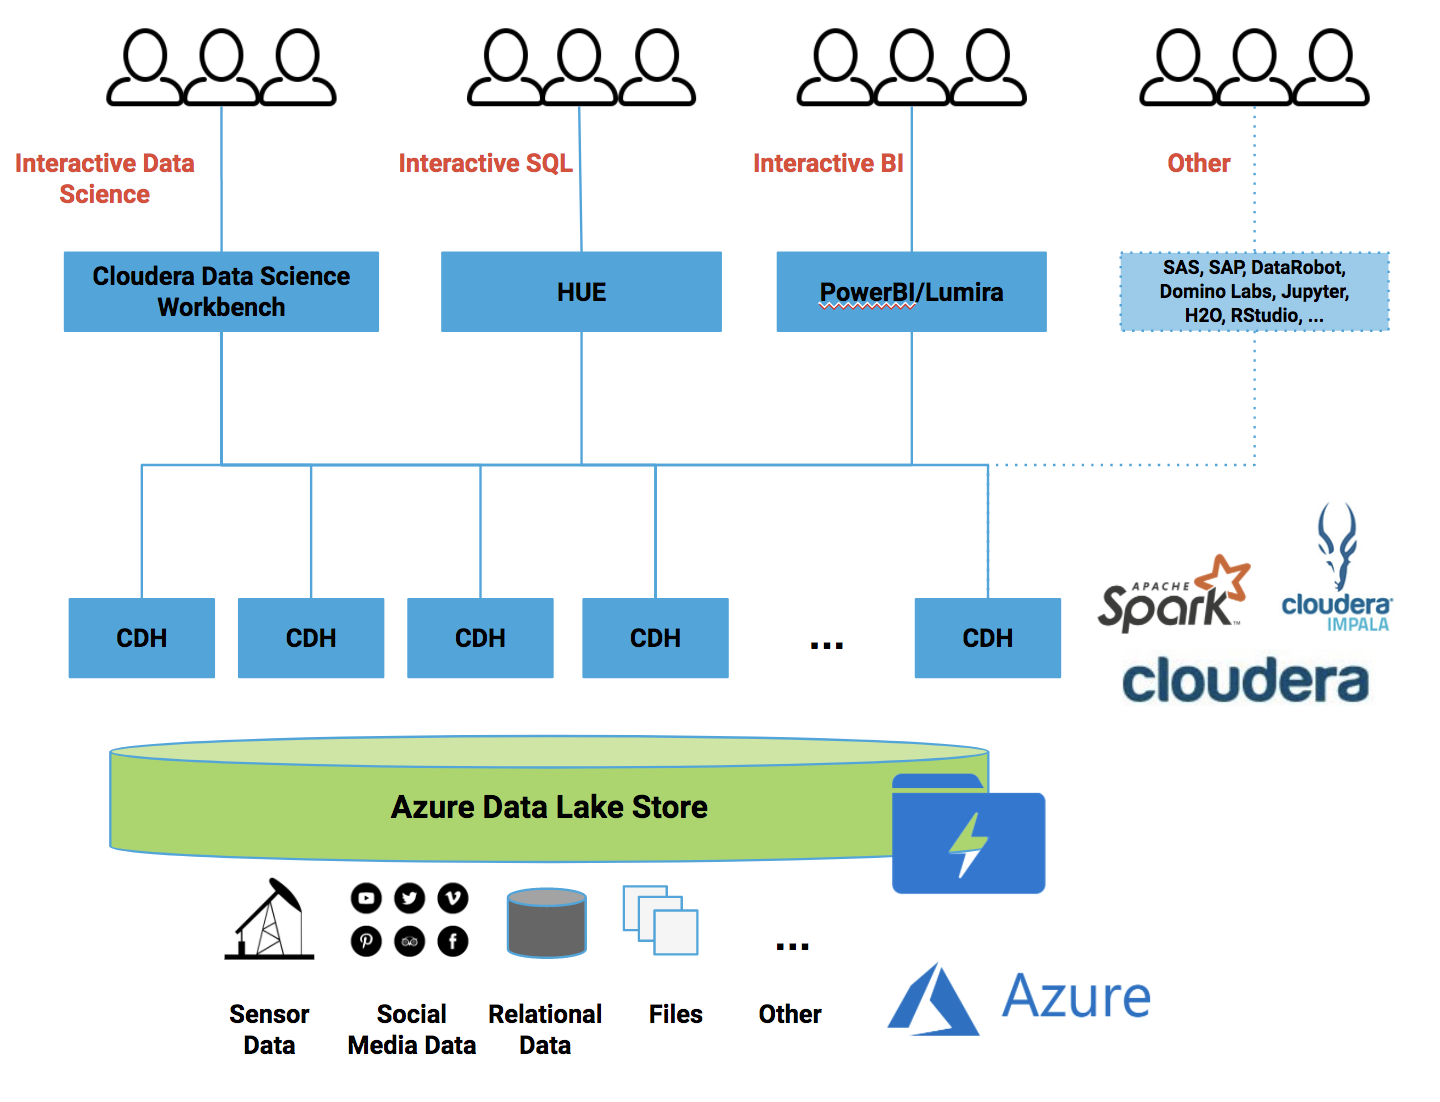 Interactive Data
Science
Interactive SQL
Interactive BI
Other
Cloudera Data Science
Workbench
HUE
PowerBI/Lumira
SAS, SAP, DataRobot,
Domino Labs, Jupyter,
H2O, RStudio, ...
CDH
CDH
CDH
CDH
...
CDH
APACHE
Spark™
cloudera
IMPALA
cloudera
Azure Data Lake Store
...
Sensor
Data
Social
Media Data
Relational
Data
Files
Other
Azure